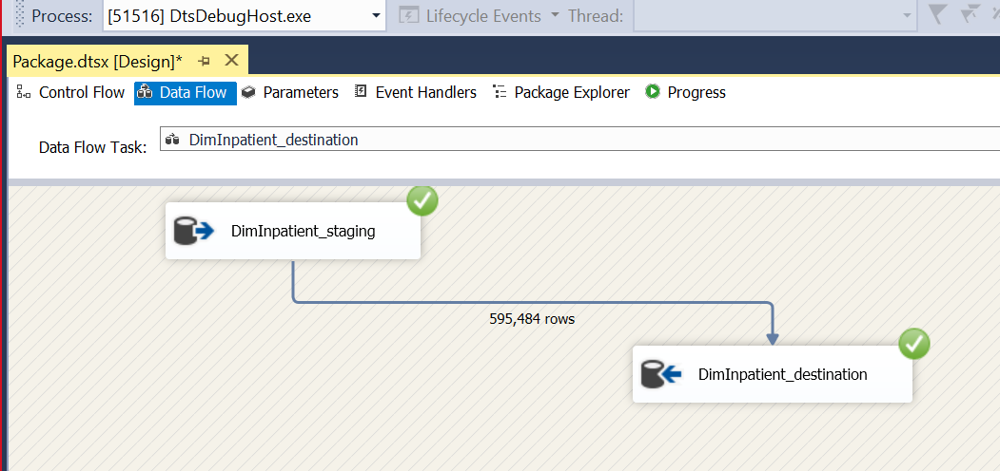 Process: [51516] DtsDebugHost.exe Lifecycle Events Thread:
Package.dtsx [Design]*
Control Flow Data Flow Parameters Event Handlers Package Explorer Progress
Data Flow Task: DimInpatient_destination
DimInpatient_staging
595,484 rows
DimInpatient_destination